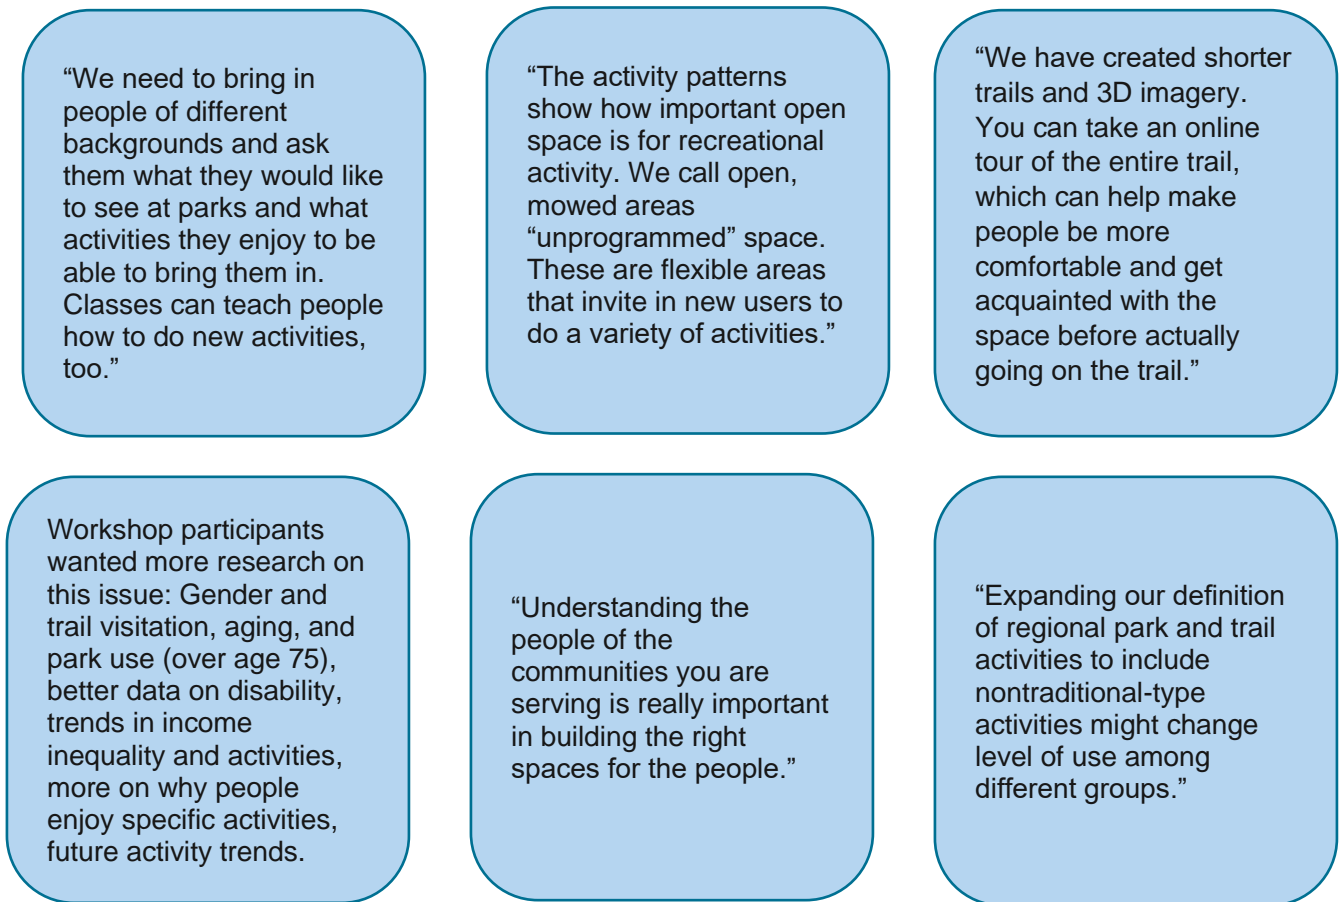 “We need to bring in
people of different
backgrounds and ask
them what they would like
to see at parks and what
activities they enjoy to be
able to bring them in.
Classes can teach people
how to do new activities,
too.”
“The activity patterns
show how important open
space is for recreational
activity. We call open,
mowed areas
“unprogrammed” space.
These are flexible areas
that invite in new users to
do a variety of activities.”
“We have created shorter
trails and 3D imagery.
You can take an online
tour of the entire trail,
which can help make
people be more
comfortable and get
acquainted with the
space before actually
going on the trail.”
Workshop participants
wanted more research on
this issue: Gender and
trail visitation, aging, and
park use (over age 75),
better data on disability,
trends in income
inequality and activities,
more on why people
enjoy specific activities,
future activity trends.
“Understanding the
people of the
communities you are
serving is really important
in building the right
spaces for the people.”
“Expanding our definition
of regional park and trail
activities to include
nontraditional-type
activities might change
level of use among
different groups.”